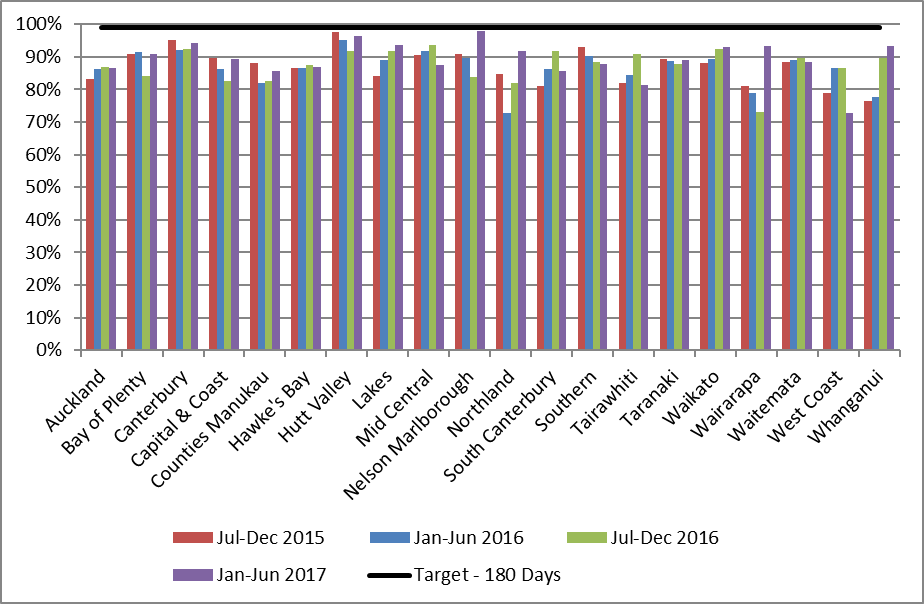 100%
90%
80%
70%
60%
50%
40%
30%
20%
10%
0%
Auckland
Bay of Plenty
Canterbury
Capital & Coast
Counties Manukau
Hawke's Bay
Hutt Valley
Lakes
Mid Central
Nelson Marlborough
Northland
South Canterbury
Southern
Tairawhiti
Taranaki
Waikato
Wairarapa
Waitemata
West Coast
Whanganui
Jul-Dec 2015 Jan-Jun 2016 Jul-Dec 2016
Jan-Jun 2017 Target - 180 Days